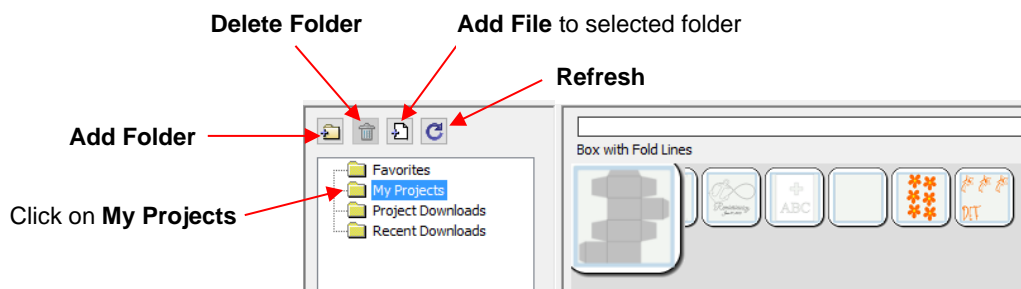 Delete Folder
Add File to selected folder
Refresh
Add Folder
Box with Fold Lines
Favorites
My Projects
Click on My Projects
Project Downloads
Recent Downloads
ABC
DIT